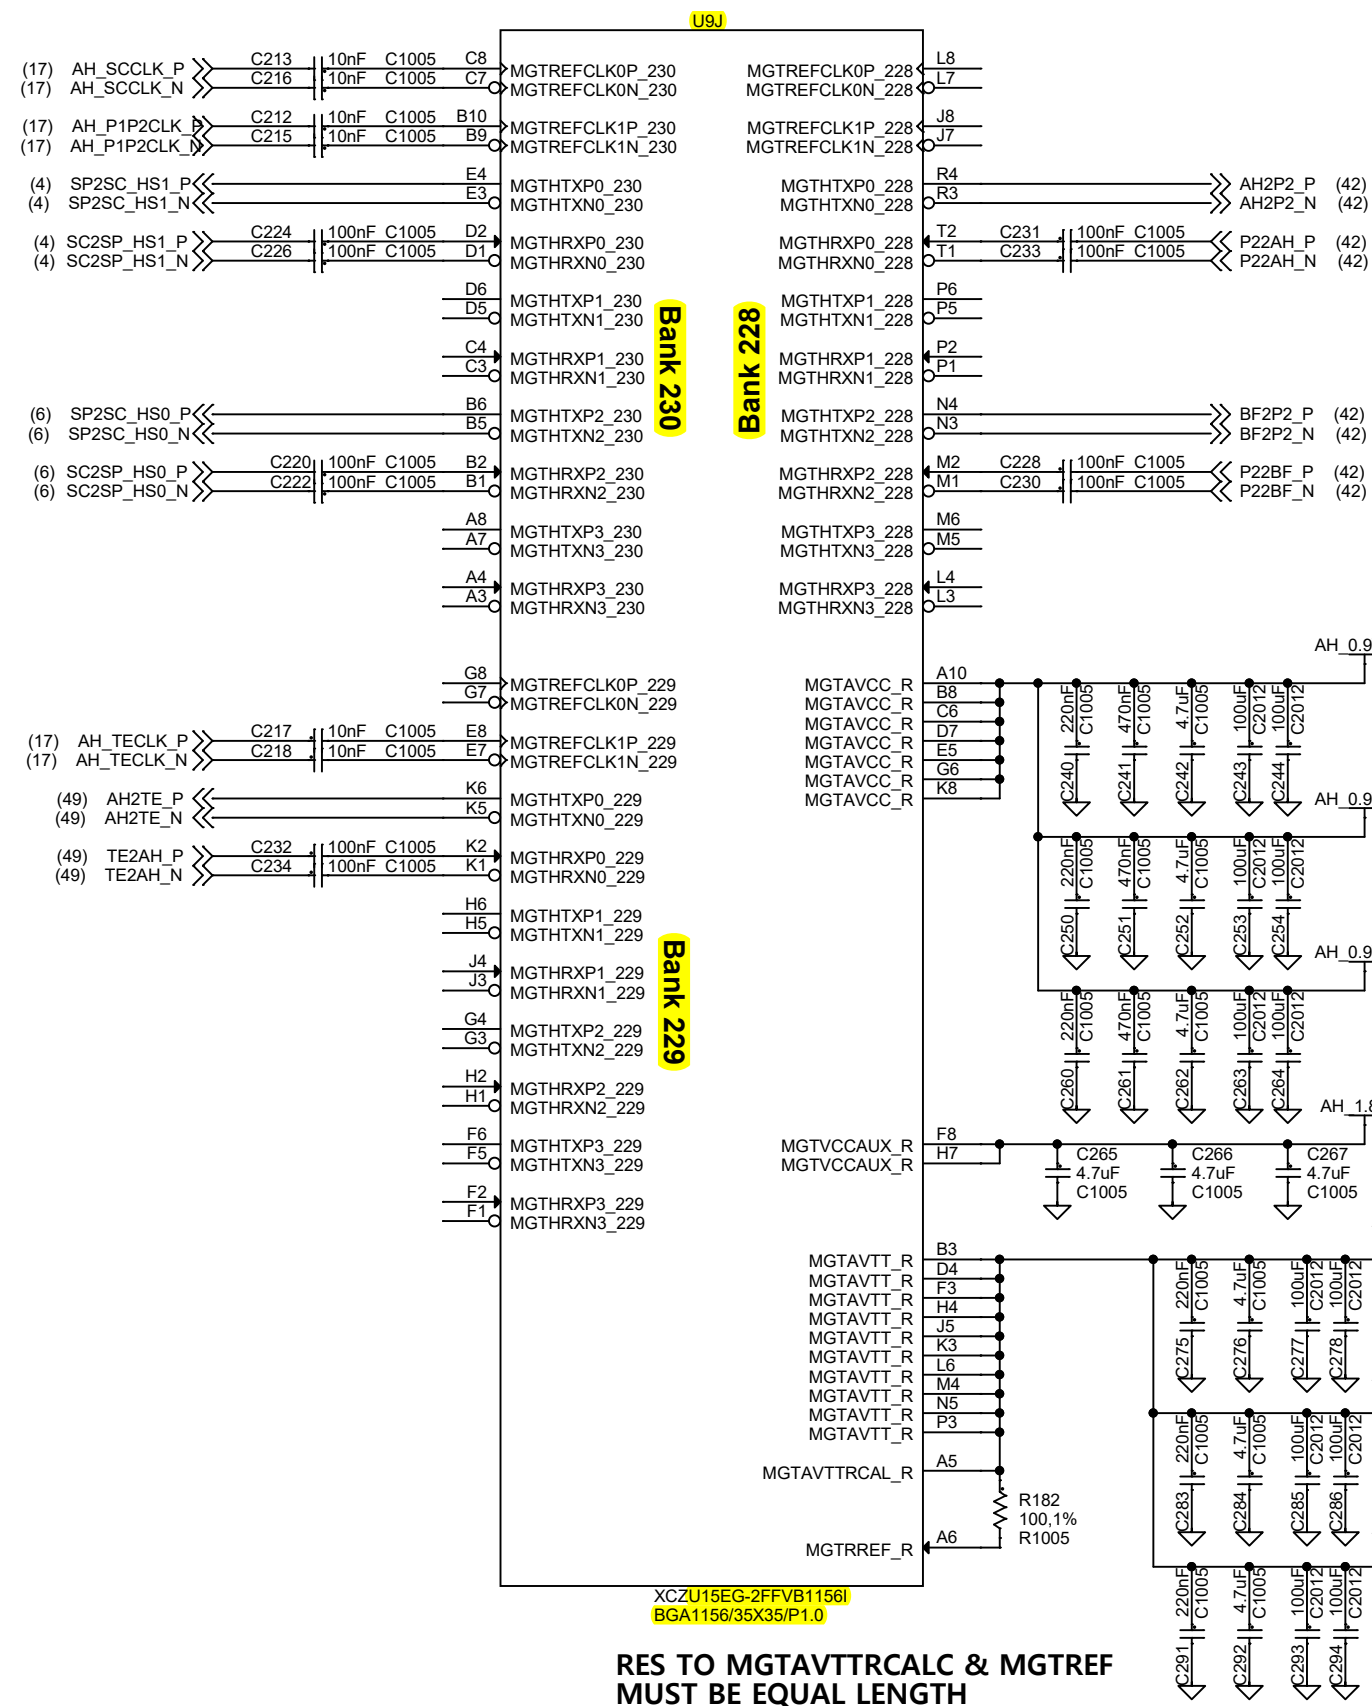 U9J
(17) AH_SCCLK_P C213 10nF C1005 C8 MGTREFCLK0P_230
(17) AH_SCCLK_N C216 10nF C1005 C7 MGTREFCLK0N_230
(17) AH_P1P2CLK_P C212 10nF C1005 B10 MGTREFCLK1P_230
(17) AH_P1P2CLK_N C215 10nF C1005 B9 MGTREFCLK1N_230
(4) SP2SC_HS1_P E4 MGTHTXP0_230
(4) SP2SC_HS1_N E3 MGTHTXN0_230
(4) SC2SP_HS1_P C224 100nF C1005 D2 MGTHRXP0_230
(4) SC2SP_HS1_N C226 100nF C1005 D1 MGTHRXN0_230
D6 MGTHTXP1_230
D5 MGTHTXN1_230
C4 MGTHRXP1_230
C3 MGTHRXN1_230
(6) SP2SC_HS0_P B6 MGTHTXP2_230
(6) SP2SC_HS0_N B5 MGTHTXN2_230
(6) SC2SP_HS0_P C220 100nF C1005 B2 MGTHRXP2_230
(6) SC2SP_HS0_N C222 100nF C1005 B1 MGTHRXN2_230
A8 MGTHTXP3_230
A7 MGTHTXN3_230
A4 MGTHRXP3_230
A3 MGTHRXN3_230
Bank 230
G8 MGTREFCLK0P_229
G7 MGTREFCLK0N_229
(17) AH_TECLK_P C217 10nF C1005 E8 MGTREFCLK1P_229
(17) AH_TECLK_N C218 10nF C1005 E7 MGTREFCLK1N_229
(49) AH2TE_P K6 MGTHTXP0_229
(49) AH2TE_N K5 MGTHTXN0_229
(49) TE2AH_P C232 100nF C1005 K2 MGTHRXP0_229
(49) TE2AH_N C234 100nF C1005 K1 MGTHRXN0_229
H6 MGTHTXP1_229
H5 MGTHTXN1_229
J4 MGTHRXP1_229
J3 MGTHRXN1_229
G4 MGTHTXP2_229
G3 MGTHTXN2_229
H2 MGTHRXP2_229
H1 MGTHRXN2_229
F6 MGTHTXP3_229
F5 MGTHTXN3_229
F2 MGTHRXP3_229
F1 MGTHRXN3_229
Bank 229
MGTREFCLK0P_228 L8
MGTREFCLK0N_228 L7
MGTREFCLK1P_228 J8
MGTREFCLK1N_228 J7
MGTHTXP0_228 R4 AH2P2_P (42)
MGTHTXN0_228 R3 AH2P2_N (42)
MGTHRXP0_228 T2 C231 100nF C1005 P22AH_P (42)
MGTHRXN0_228 T1 C233 100nF C1005 P22AH_N (42)
MGTHTXP1_228 P6
MGTHTXN1_228 P5
MGTHRXP1_228 P2
MGTHRXN1_228 P1
MGTHTXP2_228 N4 BF2P2_P (42)
MGTHTXN2_228 N3 BF2P2_N (42)
MGTHRXP2_228 M2 C228 100nF C1005 P22BF_P (42)
MGTHRXN2_228 M1 C230 100nF C1005 P22BF_N (42)
MGTHTXP3_228 M6
MGTHTXN3_228 M5
MGTHRXP3_228 L4
MGTHRXN3_228 L3
Bank 228
AH_0.9
MGTAVCC_R A10
MGTAVCC_R B8
MGTAVCC_R C6
MGTAVCC_R D7
MGTAVCC_R E5
MGTAVCC_R G6
MGTAVCC_R K8
C240 220nF C1005
C241 470nF C1005
C242 4.7uF C1005
C243 100uF C2012
C244 100uF C2012
AH_0.9
C250 220nF C1005
C251 470nF C1005
C252 4.7uF C1005
C253 100uF C2012
C254 100uF C2012
AH_0.9
C260 220nF C1005
C261 470nF C1005
C262 4.7uF C1005
C263 100uF C2012
C264 100uF C2012
AH_1.8
MGTVCCAUX_R F8
MGTVCCAUX_R H7
C265 4.7uF C1005
C266 4.7uF C1005
C267 4.7uF C1005
MGTAVTT_R B3
MGTAVTT_R D4
MGTAVTT_R F3
MGTAVTT_R H4
MGTAVTT_R J5
MGTAVTT_R K3
MGTAVTT_R L6
MGTAVTT_R M4
MGTAVTT_R N5
MGTAVTT_R P3
C275 220nF C1005
C276 4.7uF C1005
C277 100uF C2012
C278 100uF C2012
C283 220nF C1005
C284 4.7uF C1005
C285 100uF C2012
C286 100uF C2012
C291 220nF C1005
C292 4.7uF C1005
C293 100uF C2012
C294 100uF C2012
MGTAVTTRCAL_R A5
R182
100,1%
R1005
MGTRREF_R A6
XCZU15EG-2FFVB1156I
BGA1156/35X35/P1.0
RES TO MGTAVTTRCALC & MGTREF
MUST BE EQUAL LENGTH